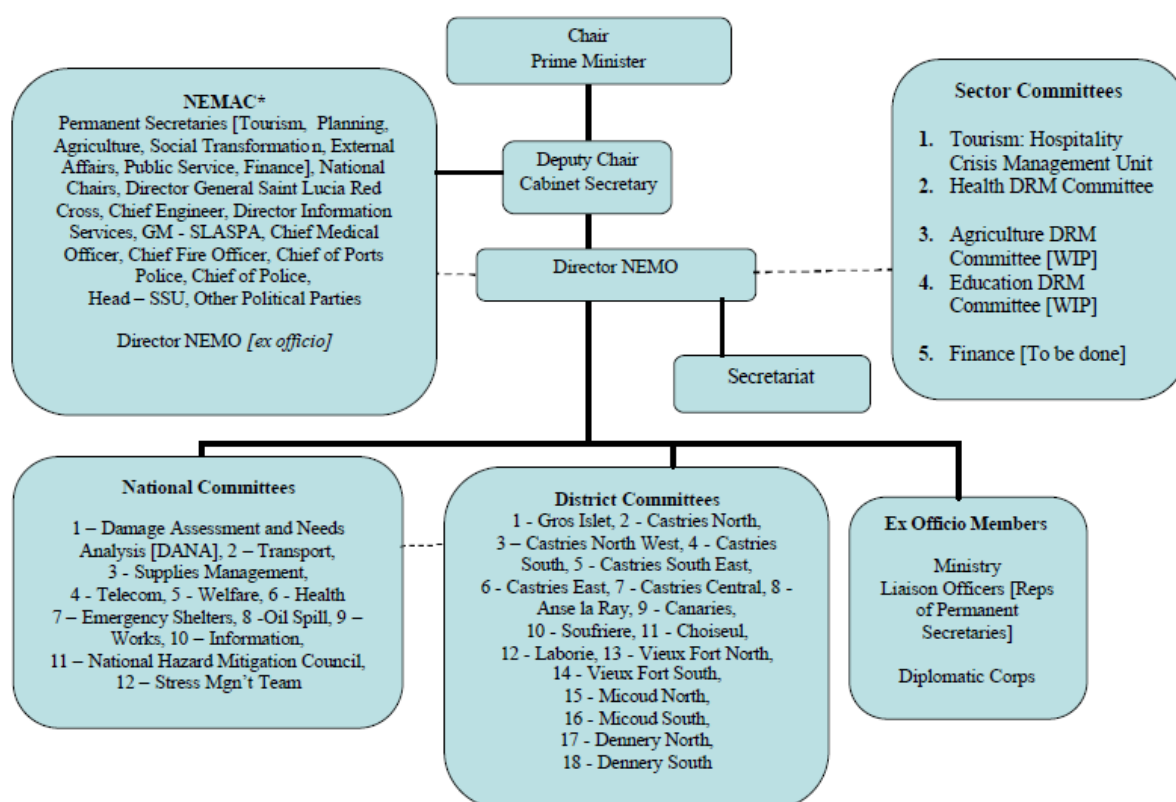 Chair
Prime Minister
NEMAC*
Permanent Secretaries [Tourism, Planning,
Agriculture, Social Transformation, External
Affairs, Public Service, Finance], National
Chairs, Director General Saint Lucia Red
Cross, Chief Engineer, Director Information
Services, GM - SLASPA, Chief Medical
Officer, Chief Fire Officer, Chief of Ports
Police, Chief of Police,
Head – SSU, Other Political Parties
Director NEMO [ex officio]
Deputy Chair
Cabinet Secretary
Director NEMO
Secretariat
Sector Committees
1. Tourism: Hospitality
Crisis Management Unit
2. Health DRM Committee
3. Agriculture DRM
Committee [WIP]
4. Education DRM
Committee [WIP]
5. Finance [To be done]
National Committees
1 – Damage Assessment and Needs
Analysis [DANA], 2 – Transport,
3 - Supplies Management,
4 - Telecom, 5 - Welfare, 6 - Health
7 – Emergency Shelters, 8 -Oil Spill, 9 –
Works, 10 – Information,
11 – National Hazard Mitigation Council,
12 – Stress Mgn’t Team
District Committees
1 - Gros Islet, 2 - Castries North,
3 – Castries North West, 4 - Castries
South, 5 - Castries South East,
6 - Castries East, 7 - Castries Central, 8 -
Anse la Ray, 9 - Canaries,
10 - Soufriere, 11 - Choiseul,
12 - Laborie, 13 - Vieux Fort North,
14 - Vieux Fort South,
15 - Micoud North,
16 - Micoud South,
17 - Dennery North,
18 - Dennery South
Ex Officio Members
Ministry
Liaison Officers [Reps
of Permanent
Secretaries]
Diplomatic Corps